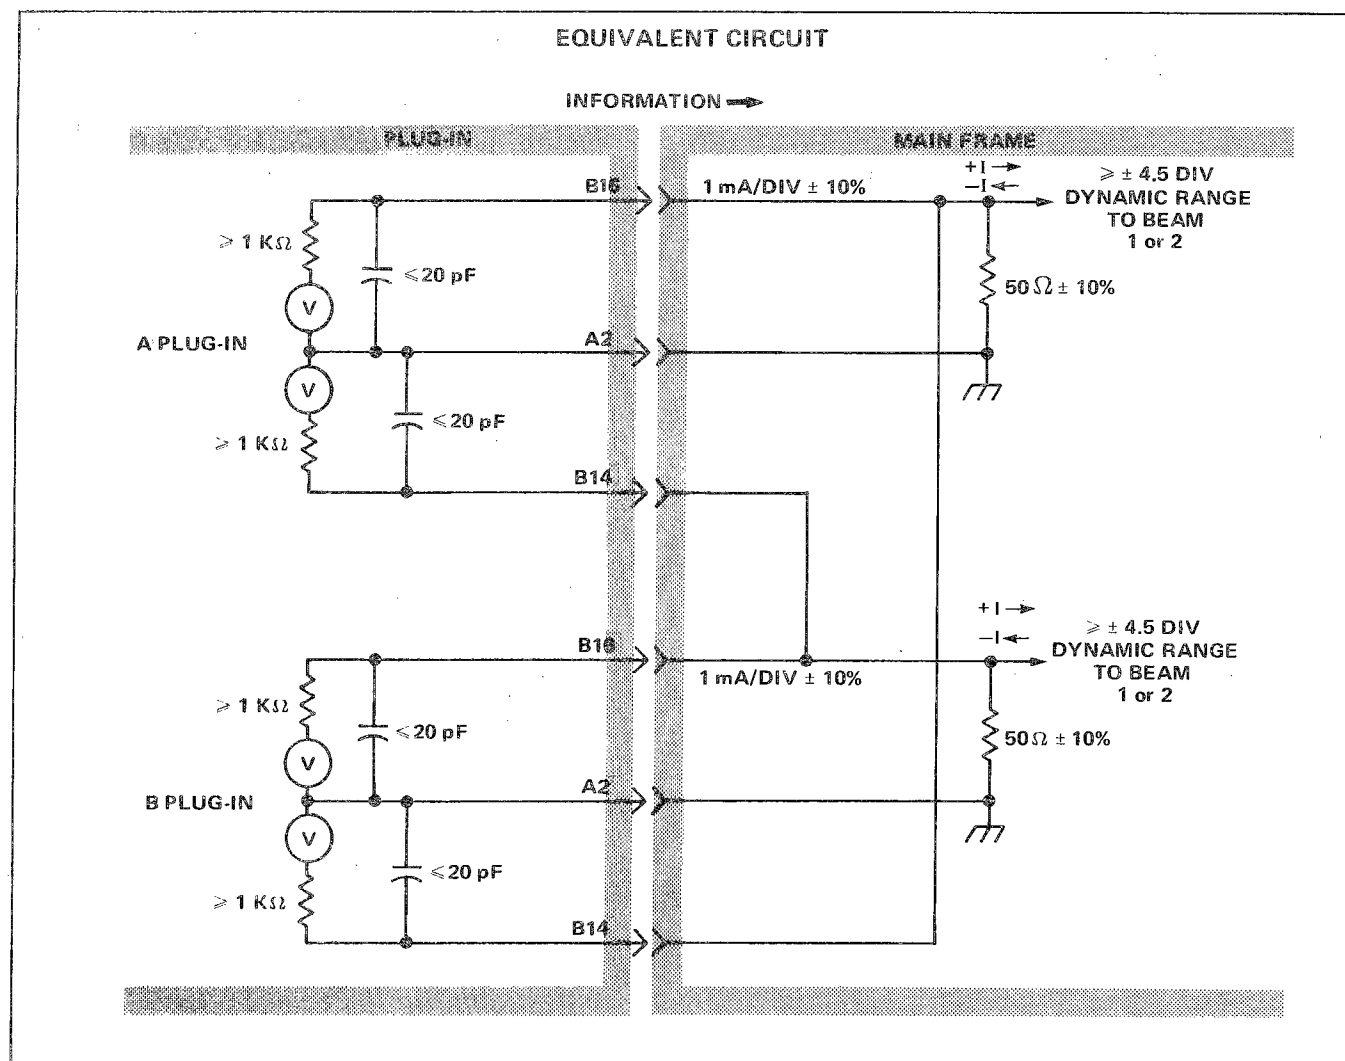 EQUIVALENT CIRCUIT
INFORMATION
PLUG-IN
MAIN FRAME
B16
1 mA/DIV ± 10%
+I
−I
≥ ± 4.5 DIV
DYNAMIC RANGE
TO BEAM
1 or 2
≥ 1 KΩ
≤20 pF
50Ω ± 10%
V
A PLUG-IN
A2
V
≥ 1 KΩ
≤20 pF
B14
+I
−I
≥ ± 4.5 DIV
DYNAMIC RANGE
TO BEAM
1 or 2
B16
1 mA/DIV ± 10%
≥ 1 KΩ
≤20 pF
50Ω ± 10%
V
B PLUG-IN
A2
V
≤20 pF
≥ 1 KΩ
B14